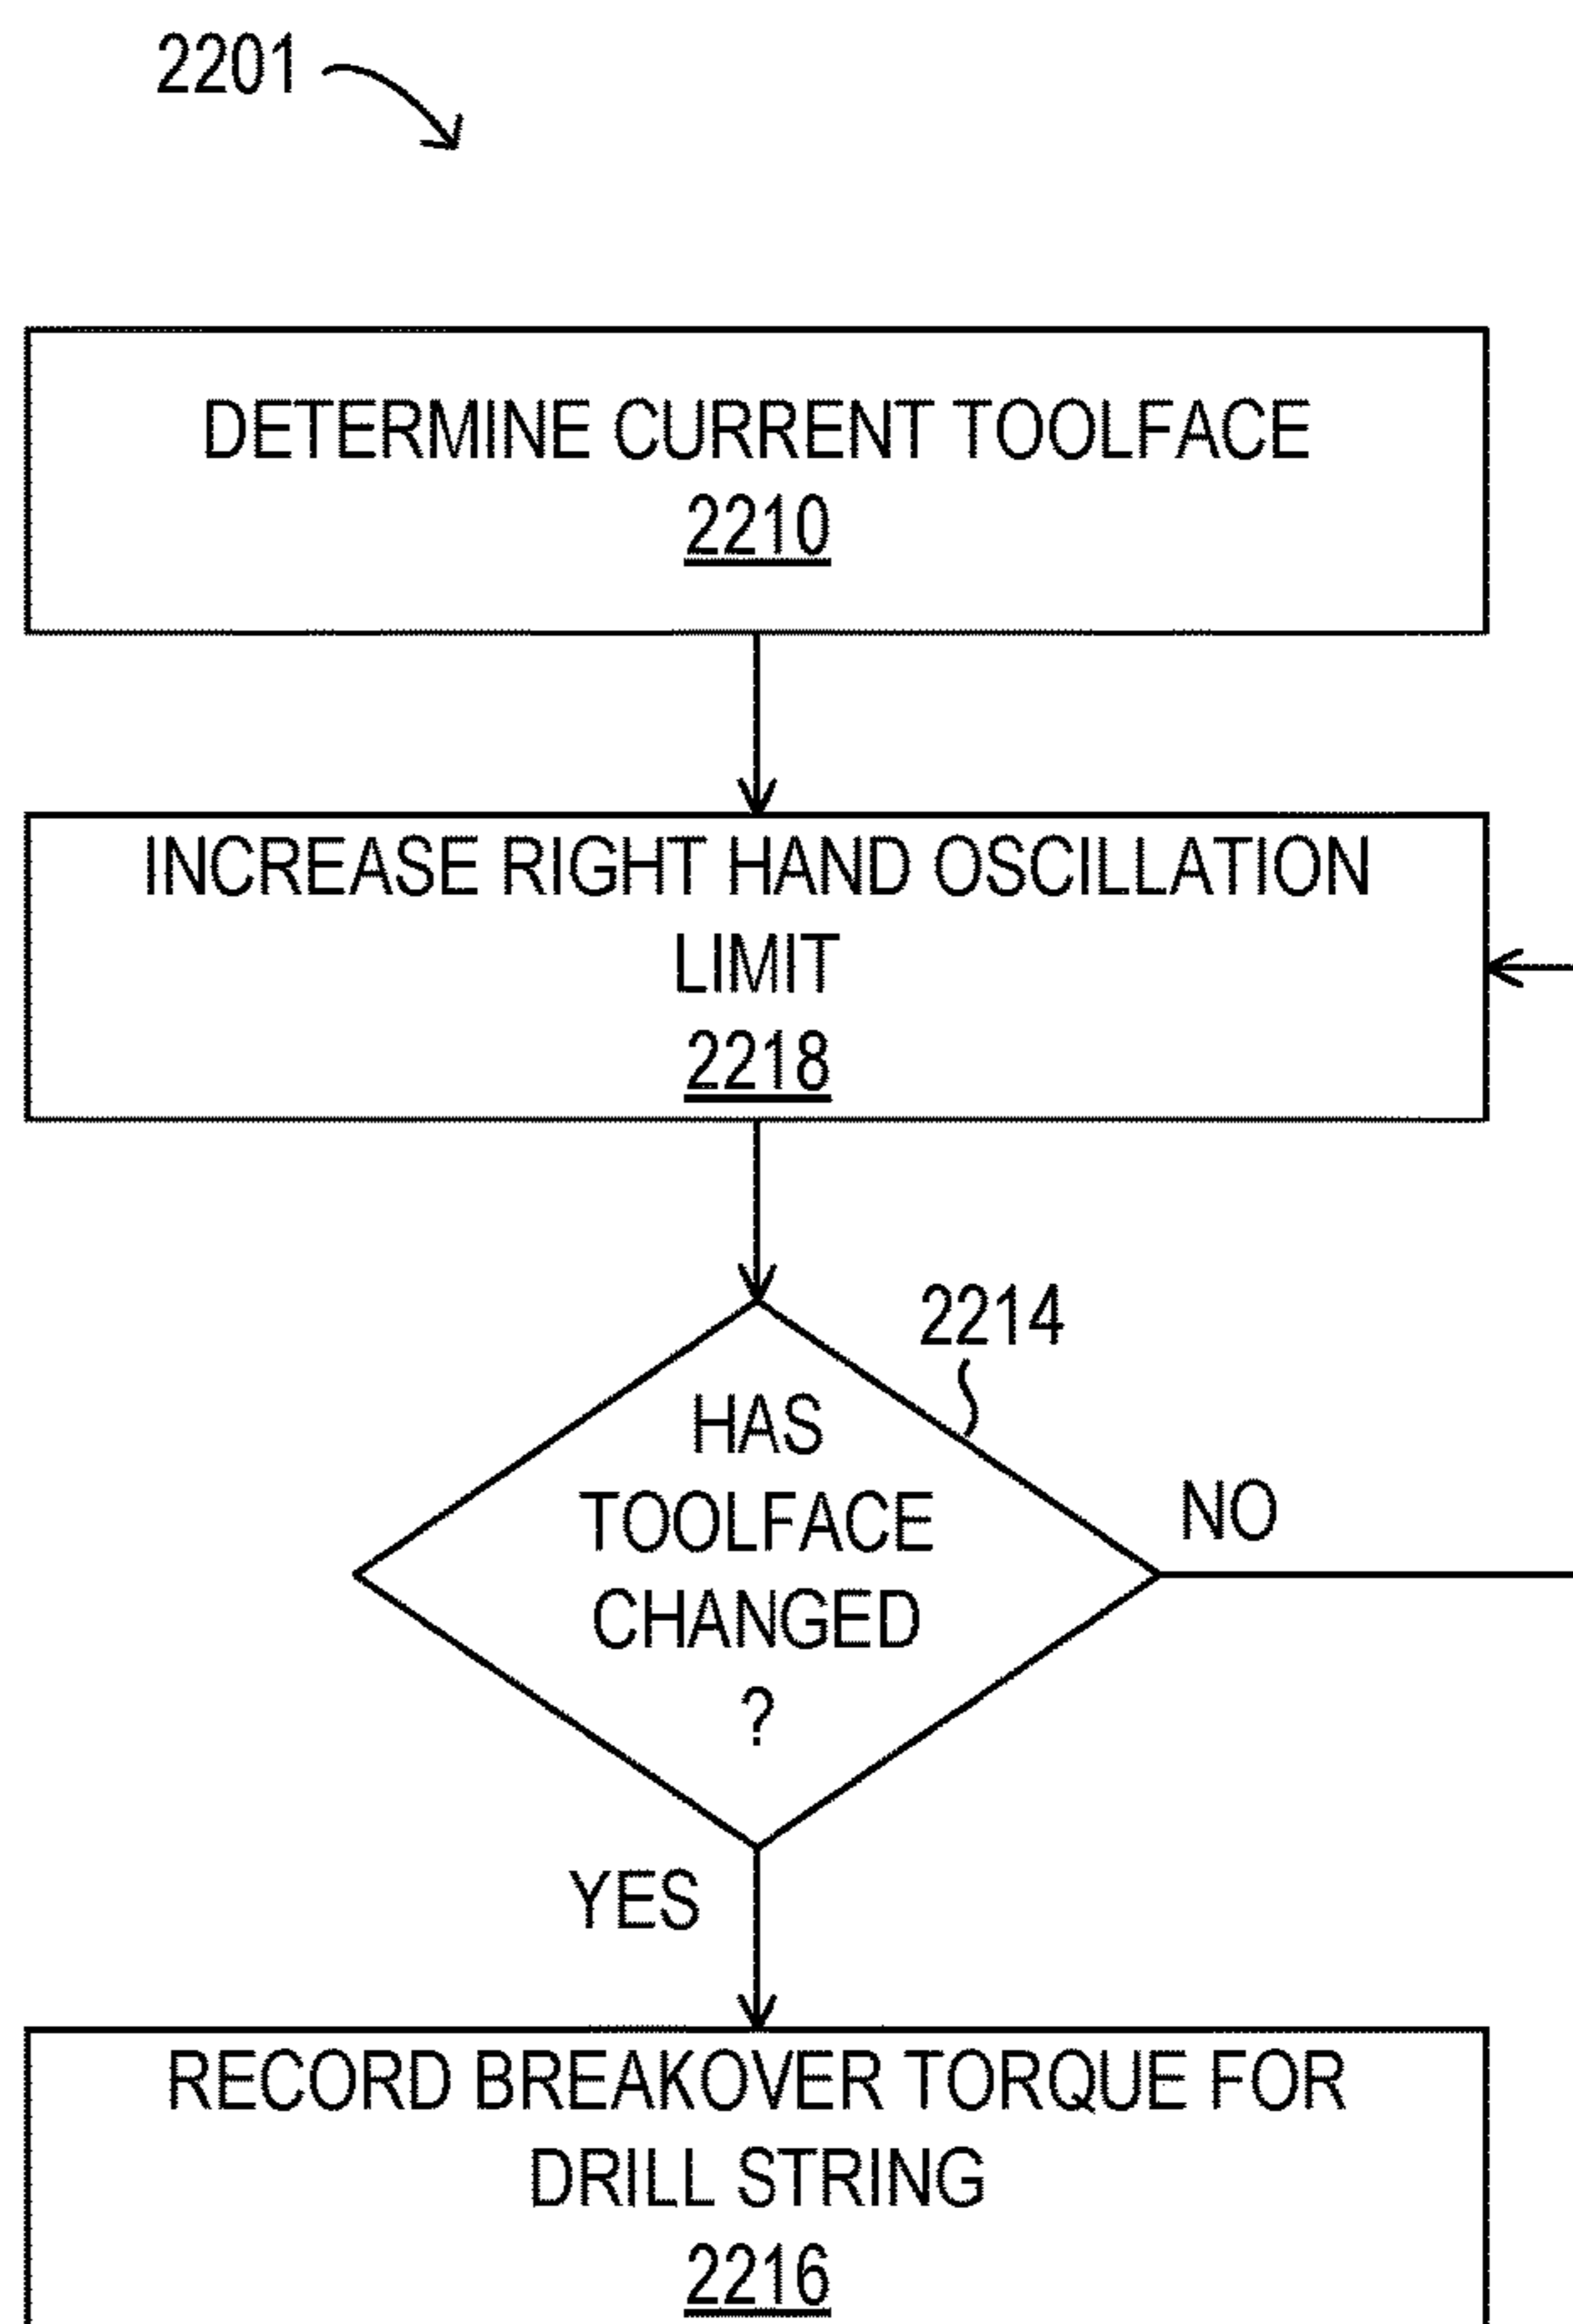 2201
DETERMINE CURRENT TOOLFACE
2210
INCREASE RIGHT HAND OSCILLATION
LIMIT
2218
2214
HAS
TOOLFACE
CHANGED
?
NO
YES
RECORD BREAKOVER TORQUE FOR
DRILL STRING
2216